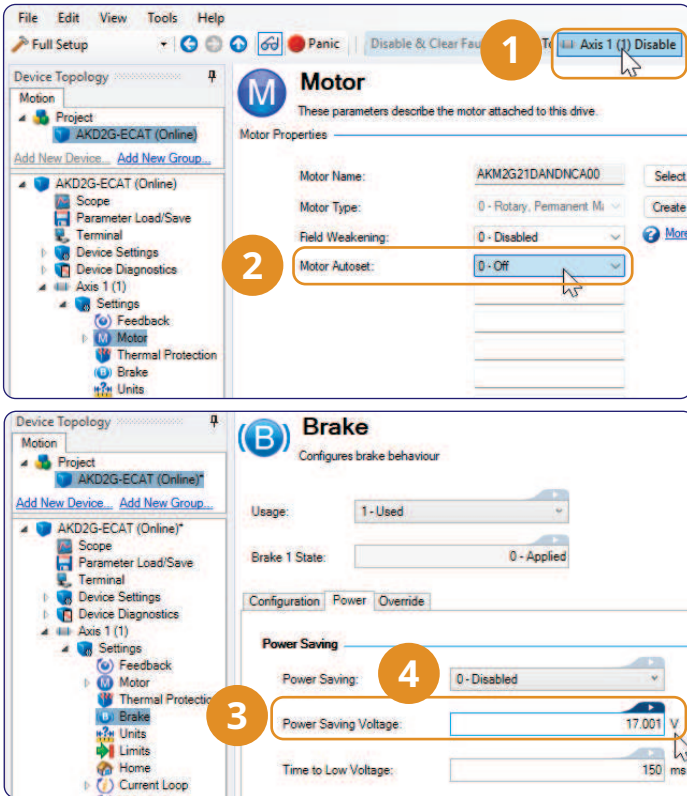 File Edit View Tools Help
Full Setup Panic Disable & Clear Fau 1 To Axis 1 (1) Disable
Device Topology
Motion
Project
AKD2G-ECAT (Online)
Add New Device... Add New Group...
AKD2G-ECAT (Online)
Scope
Parameter Load/Save
Terminal
Device Settings
Device Diagnostics
Axis 1 (1)
Settings
Feedback
M Motor
Thermal Protection
(B) Brake
Units
M Motor
These parameters describe the motor attached to this drive.
Motor Properties
Motor Name: AKM2G21DANDNCA00 Select
Motor Type: 0 - Rotary, Permanent Ma Create
Field Weakening: 0 - Disabled ? More
2 Motor Autoset: 0 - Off
Device Topology
Motion
Project
AKD2G-ECAT (Online)*
Add New Device... Add New Group...
AKD2G-ECAT (Online)*
Scope
Parameter Load/Save
Terminal
Device Settings
Device Diagnostics
Axis 1 (1)
Settings
Feedback
M Motor
Thermal Protectio
(B) Brake
Units
Limits
Home
Current Loop
(B) Brake
Configures brake behaviour
Usage: 1 - Used
Brake 1 State: 0 - Applied
Configuration Power Override
Power Saving
Power Saving: 4 0 - Disabled
3 Power Saving Voltage: 17.001 V
Time to Low Voltage: 150 ms